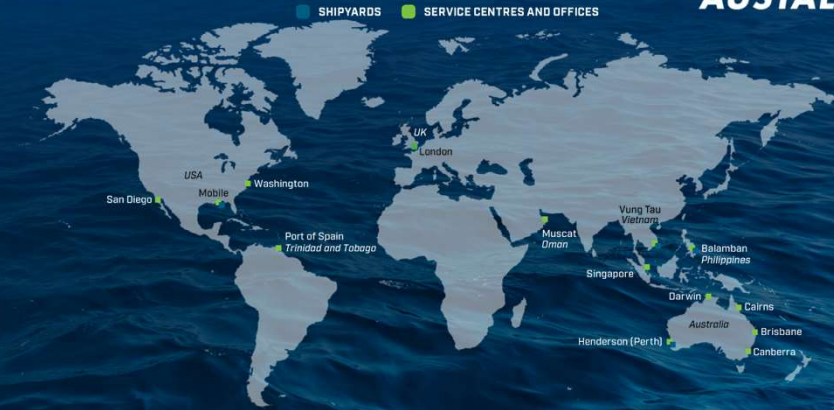 AUSTAL
SHIPYARDS
SERVICE CENTRES AND OFFICES
UK
London
USA
Mobile
Washington
San Diego
Port of Spain
Trinidad and Tobago
Muscat
Oman
Vung Tau
Vietnam
Balamban
Philippines
Singapore
Darwin
Cairns
Australia
Brisbane
Henderson (Perth)
Canberra